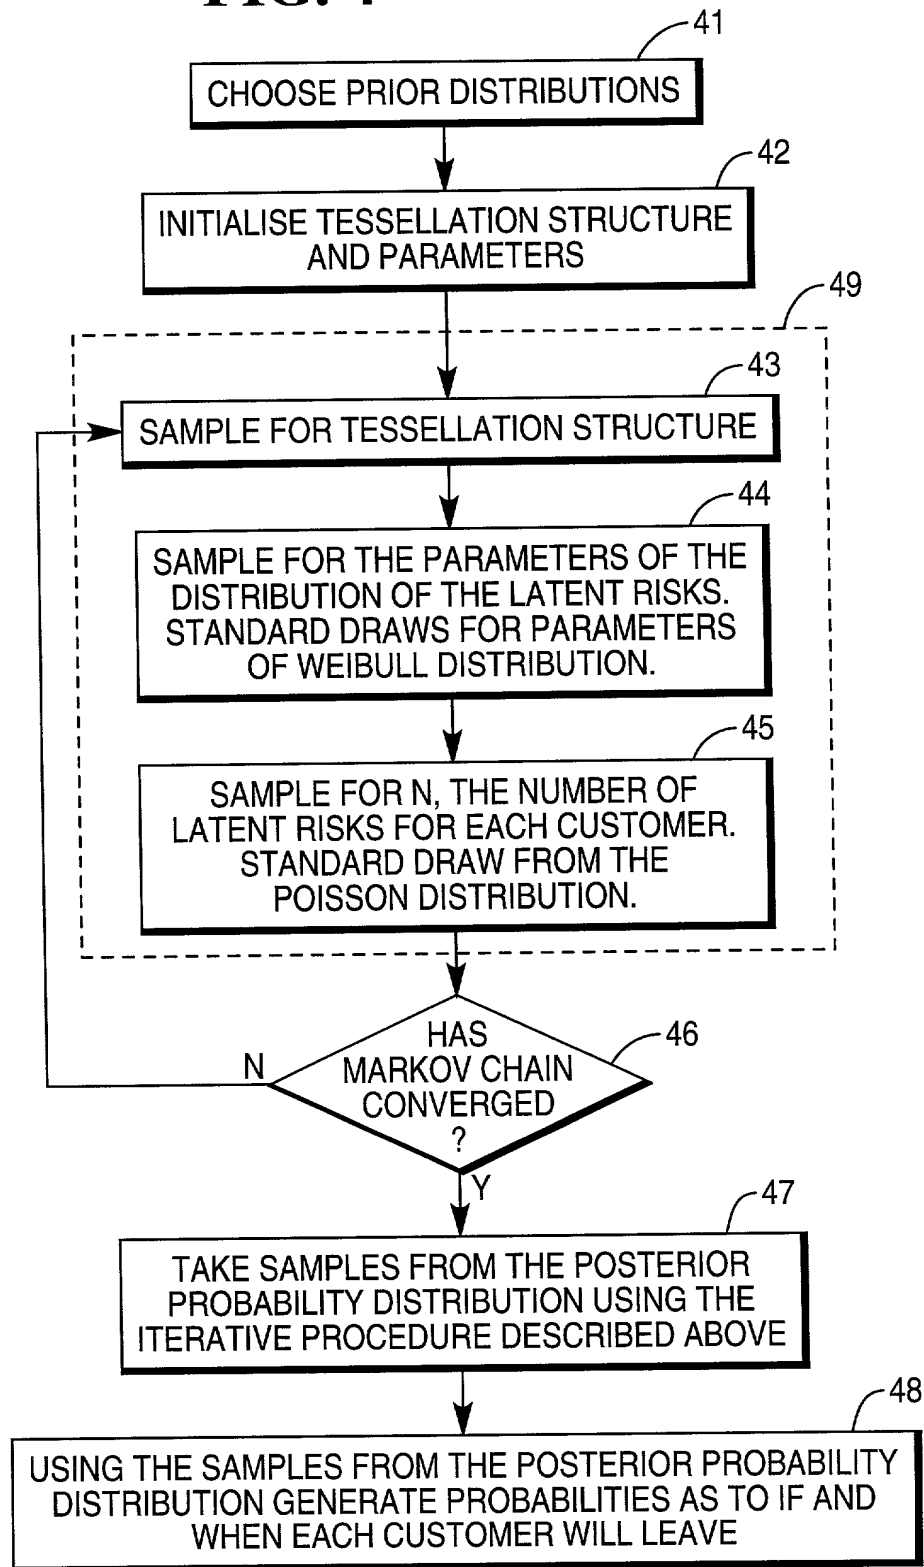 41
CHOOSE PRIOR DISTRIBUTIONS
42
INITIALISE TESSELLATION STRUCTURE
AND PARAMETERS
49
43
SAMPLE FOR TESSELLATION STRUCTURE
44
SAMPLE FOR THE PARAMETERS OF THE
DISTRIBUTION OF THE LATENT RISKS.
STANDARD DRAWS FOR PARAMETERS
OF WEIBULL DISTRIBUTION.
45
SAMPLE FOR N, THE NUMBER OF
LATENT RISKS FOR EACH CUSTOMER.
STANDARD DRAW FROM THE
POISSON DISTRIBUTION.
46
HAS
MARKOV CHAIN
CONVERGED
?
N
Y
47
TAKE SAMPLES FROM THE POSTERIOR
PROBABILITY DISTRIBUTION USING THE
ITERATIVE PROCEDURE DESCRIBED ABOVE
48
USING THE SAMPLES FROM THE POSTERIOR PROBABILITY
DISTRIBUTION GENERATE PROBABILITIES AS TO IF AND
WHEN EACH CUSTOMER WILL LEAVE